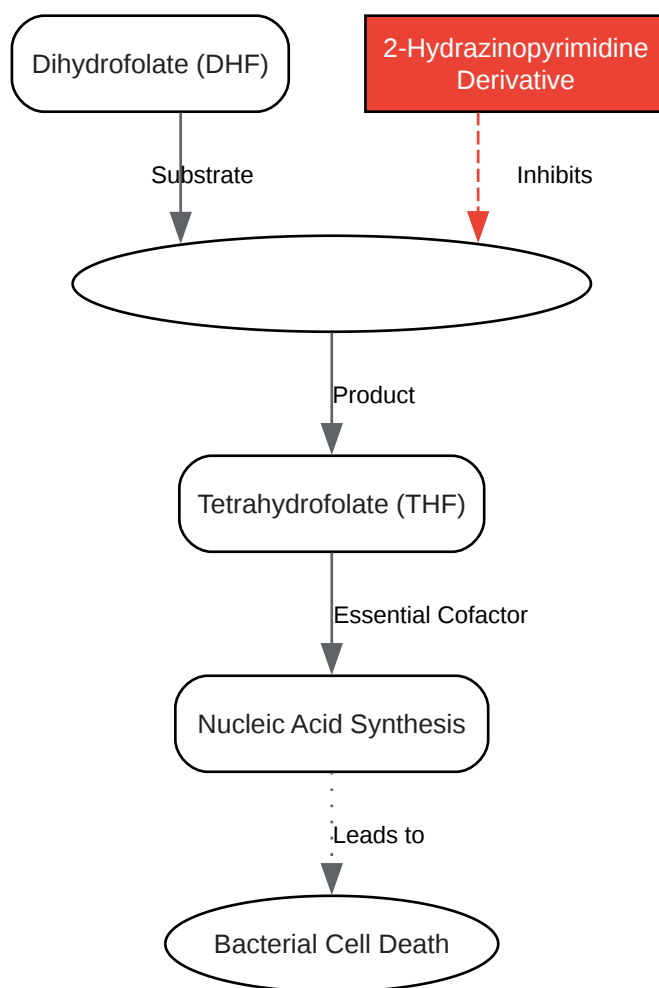 Dihydrofolate (DHF)
2-Hydrazinopyrimidine
Derivative
Substrate
Inhibits
Product
Tetrahydrofolate (THF)
Essential Cofactor
Nucleic Acid Synthesis
Leads to
Bacterial Cell Death